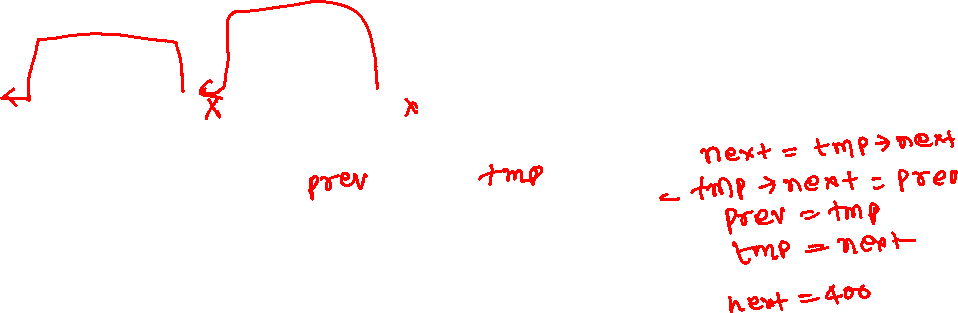 x x
prev tmp
next = tmp→next
tmp→next = prev
prev = tmp
tmp = next
next = 400